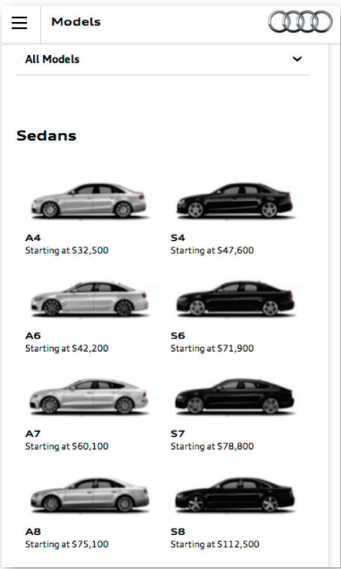 Models
All Models
Sedans
A4
Starting at $32,500
S4
Starting at $47,600
A6
Starting at $42,200
S6
Starting at $71,900
A7
Starting at $60,100
S7
Starting at $78,800
A8
Starting at $75,100
S8
Starting at $112,500